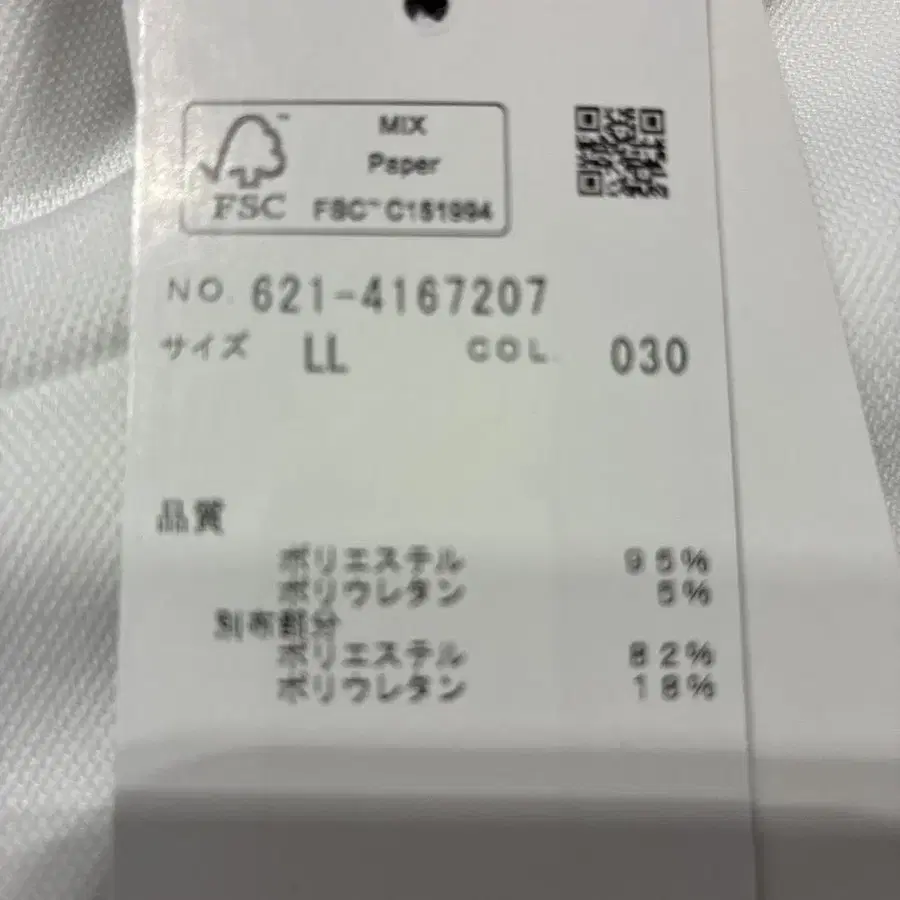 MIX
Paper
FSC
FSC™ C151994
NO. 621-4167207
サイズ LL COL. 030
品質
ポリエステル 95%
ポリウレタン 5%
別布部分
ポリエステル 82%
ポリウレタン 18%